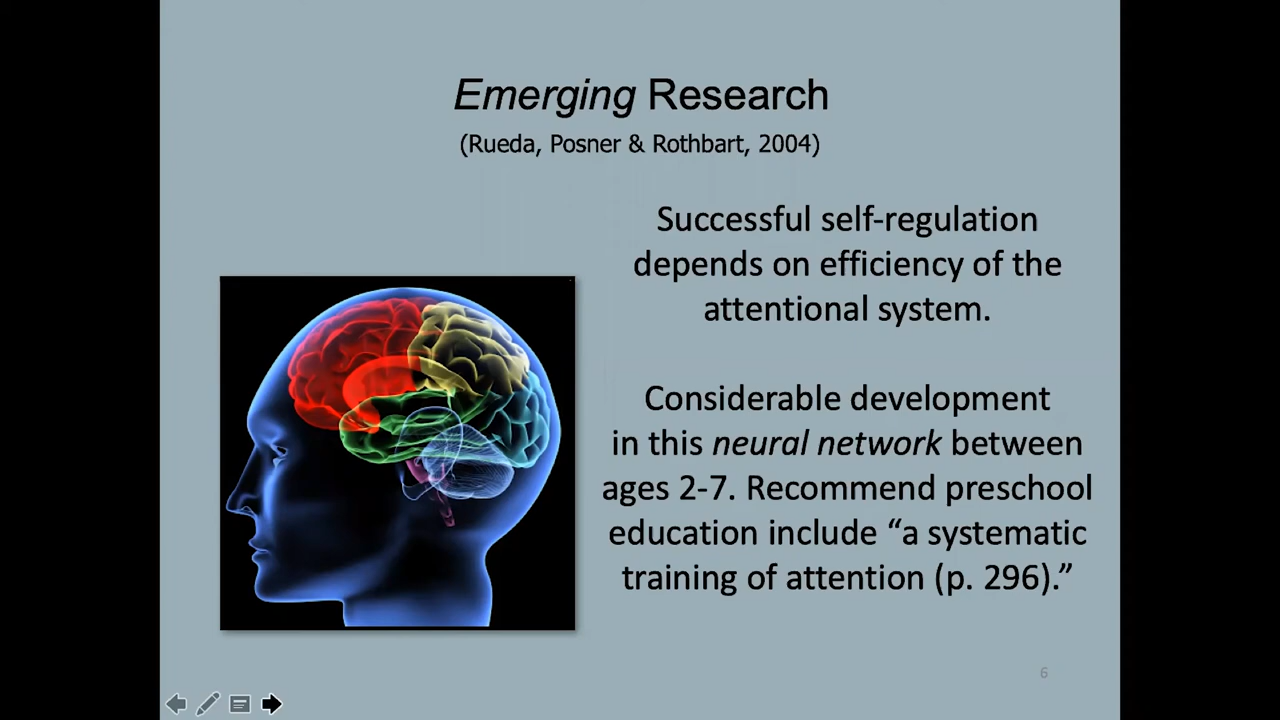 Emerging Research
(Rueda, Posner & Rothbart, 2004)
Successful self-regulation
depends on efficiency of the
attentional system.
Considerable development
in this neural network between
ages 2-7. Recommend preschool
education include “a systematic
training of attention (p. 296).”
6